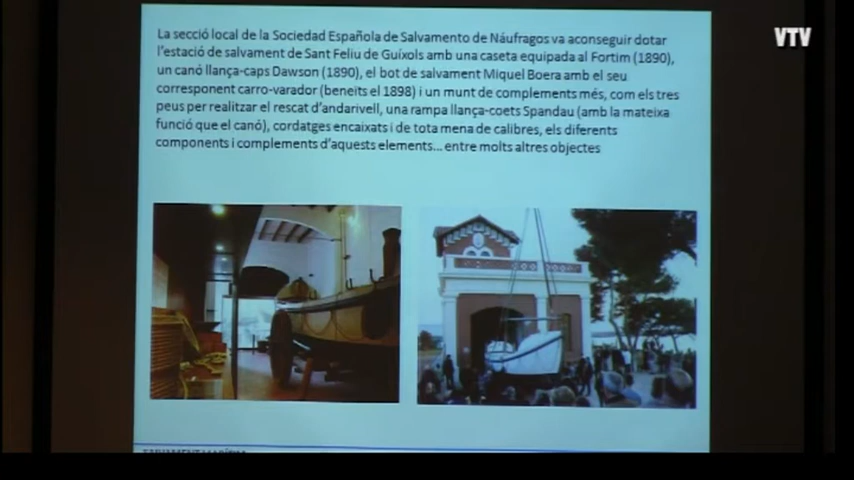 VTV
La secció local de la Sociedad Española de Salvamento de Náufragos va aconseguir dotar
l'estació de salvament de Sant Feliu de Guíxols amb una caseta equipada al Fortim (1890),
un canó llança-caps Dawson (1890), el bot de salvament Miquel Boera amb el seu
corresponent carro-varador (beneits el 1898) i un munt de complements més, com els tres
peus per realitzar el rescat d'andarivell, una rampa llança-coets Spandau (amb la mateixa
funció que el canó), cordatges encaixats i de tota mena de calibres, els diferents
components i complements d'aquests elements... entre molts altres objectes